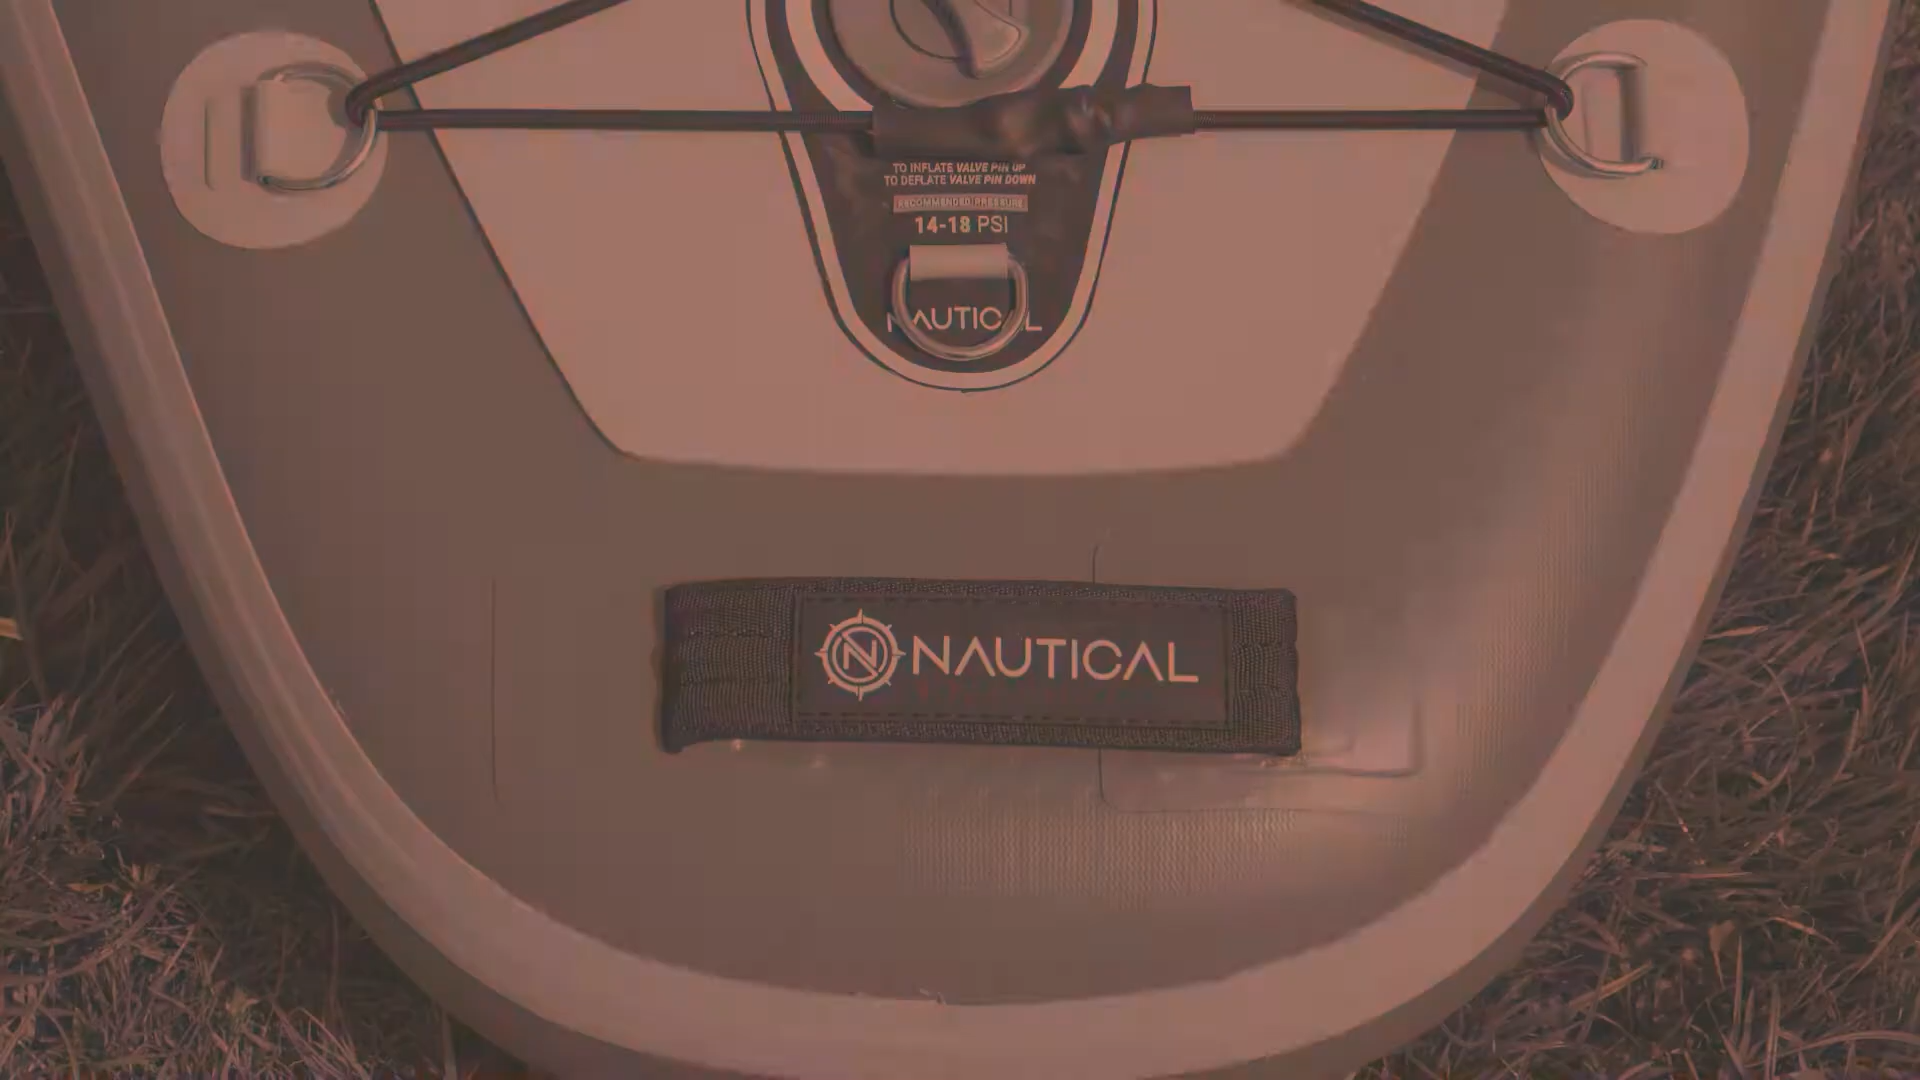 TO INFLATE VALVE PIN UP
TO DEFLATE VALVE PIN DOWN
RECOMMENDED PRESSURE
14-18 PSI
NAUTICAL
N NAUTICAL